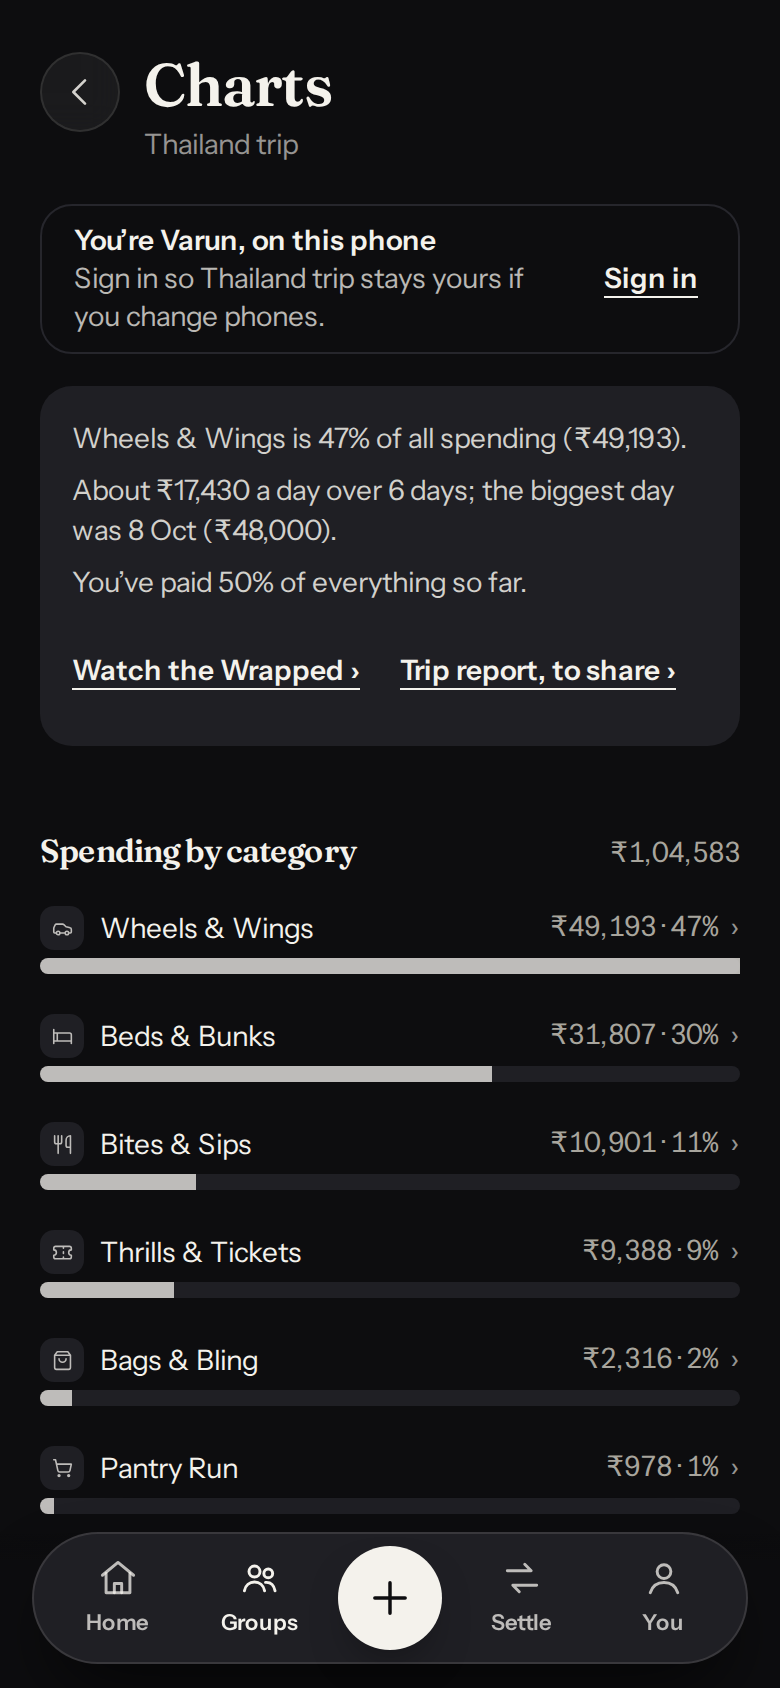 Charts
Thailand trip
You're Varun, on this phone
Sign in so Thailand trip stays yours if
you change phones.
Sign in
Wheels & Wings is 47% of all spending (₹49,193).
About ₹17,430 a day over 6 days; the biggest day
was 8 Oct (₹48,000).
You've paid 50% of everything so far.
Watch the Wrapped › Trip report, to share ›
Spending by category ₹1,04,583
Wheels & Wings ₹49,193 · 47% ›
Beds & Bunks ₹31,807 · 30% ›
Bites & Sips ₹10,901 · 11% ›
Thrills & Tickets ₹9,388 · 9% ›
Bags & Bling ₹2,316 · 2% ›
Pantry Run ₹978 · 1% ›
Home Groups Settle You